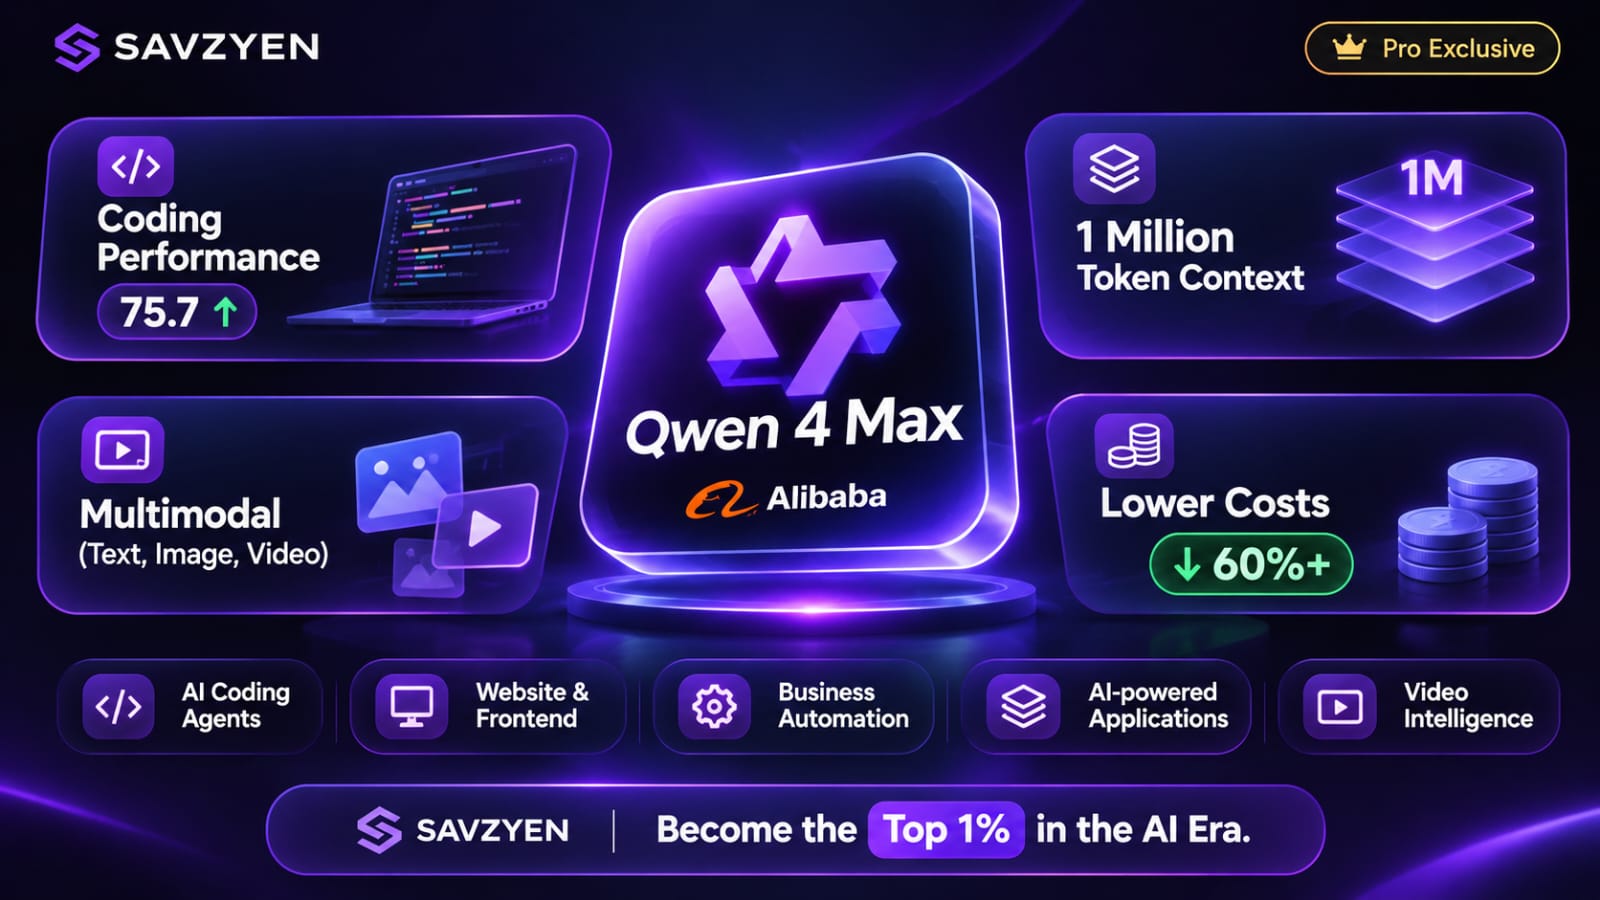 SAVZYEN
Pro Exclusive
Coding
Performance
75.7 ↑
1M
1 Million
Token Context
Qwen 4 Max
Alibaba
Multimodal
(Text, Image, Video)
Lower Costs
↓ 60%+
AI Coding
Agents
Website &
Frontend
Business
Automation
AI-powered
Applications
Video
Intelligence
SAVZYEN | Become the Top 1% in the AI Era.